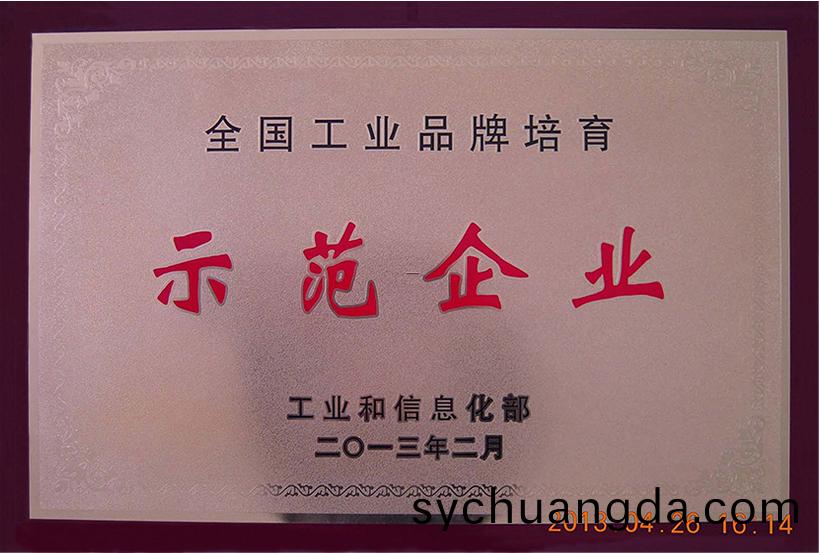 全国工业品牌培育
示范企业
工业和信息化部
二〇一三年二月
sychuangda.com
2013.04.26 16:14